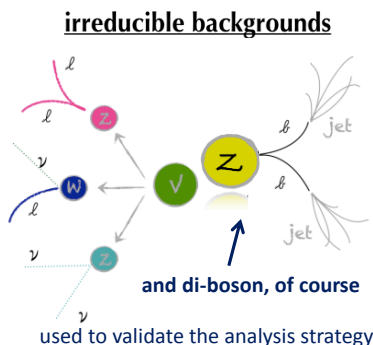 irreducible backgrounds
ℓ
ℓ
z
ν
w
ℓ
ν
z
ν
V
Z
b
b
jet
jet
and di-boson, of course
used to validate the analysis strategy